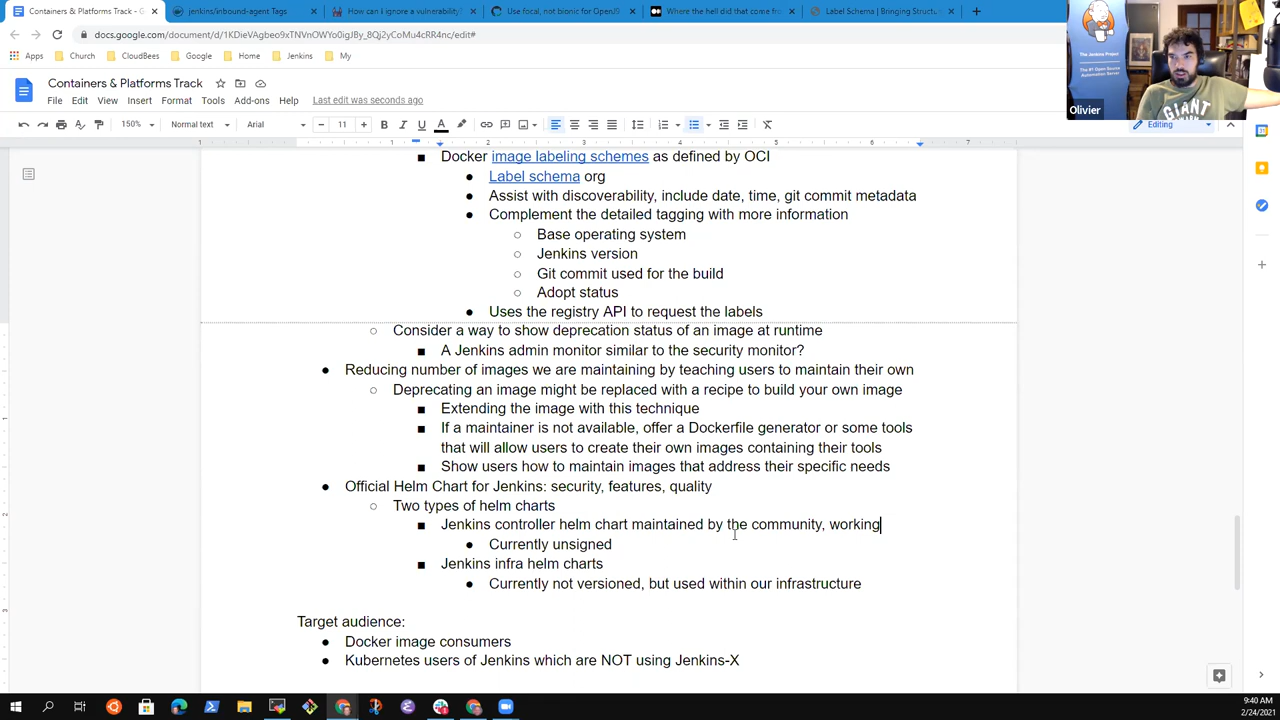 Containers & Platforms Track - G
jenkins/inbound-agent Tags
How can i ignore a vulnerability?
Use focal, not bionic for OpenJS
Where the hell did that come fri
Label Schema | Bringing Structu
docs.google.com/document/d/1KDieVAgbeo9xTNVnOWYo0igJ8y_8Qj2yCoMu4cRR4nc/edit#
Apps
Church
CloudBees
Google
Home
Jenkins
My
Containers & Platforms Track
File Edit View Insert Format Tools Add-ons Help Last edit was seconds ago
150% Normal text Arial 11 B I U A Editing
Docker image labeling schemes as defined by OCI
Label schema org
Assist with discoverability, include date, time, git commit metadata
Complement the detailed tagging with more information
Base operating system
Jenkins version
Git commit used for the build
Adopt status
Uses the registry API to request the labels
Consider a way to show deprecation status of an image at runtime
A Jenkins admin monitor similar to the security monitor?
Reducing number of images we are maintaining by teaching users to maintain their own
Deprecating an image might be replaced with a recipe to build your own image
Extending the image with this technique
If a maintainer is not available, offer a Dockerfile generator or some tools
that will allow users to create their own images containing their tools
Show users how to maintain images that address their specific needs
Official Helm Chart for Jenkins: security, features, quality
Two types of helm charts
Jenkins controller helm chart maintained by the community, working
Currently unsigned
Jenkins infra helm charts
Currently not versioned, but used within our infrastructure
Target audience:
Docker image consumers
Kubernetes users of Jenkins which are NOT using Jenkins-X
Olivier
GIANT
9:40 AM
2/24/2021